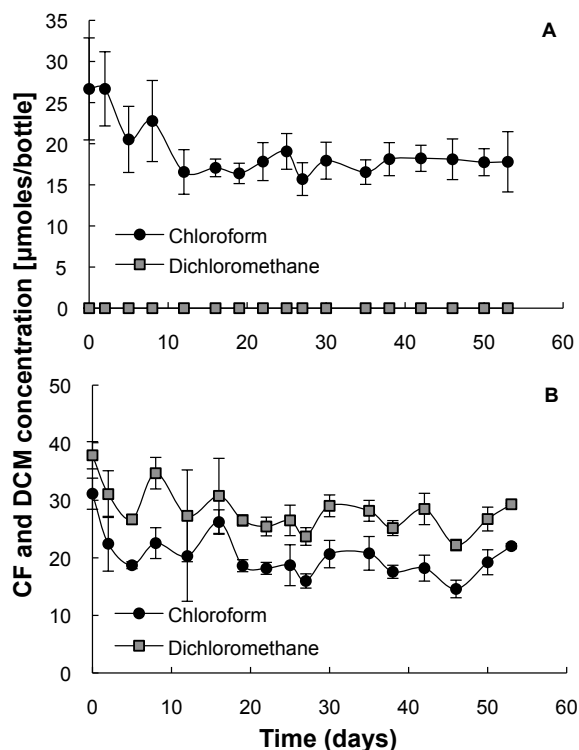 A
35
30
25
20
15
10
5
0
Chloroform
Dichloromethane
0 10 20 30 40 50 60
CF and DCM concentration [µmoles/bottle]
B
50
40
30
20
10
0
Chloroform
Dichloromethane
0 10 20 30 40 50 60
Time (days)